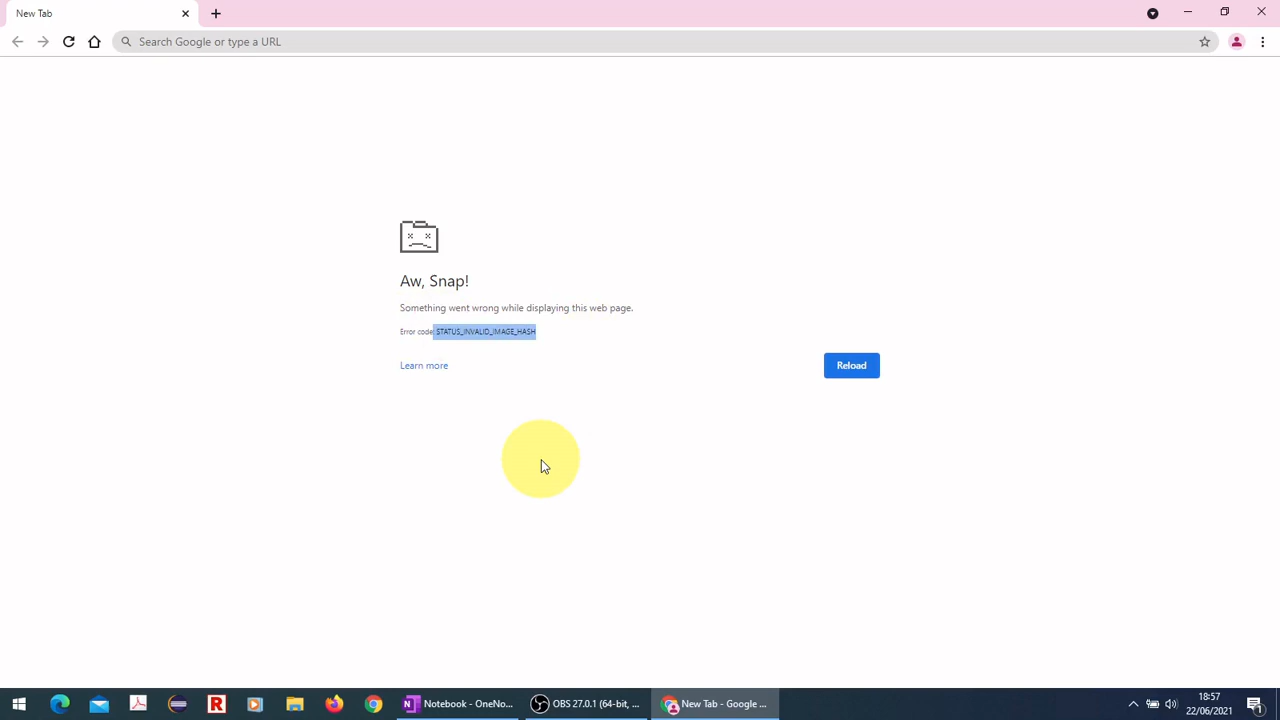 New Tab
Search Google or type a URL
Aw, Snap!
Something went wrong while displaying this web page.
Error code: STATUS_INVALID_IMAGE_HASH
Learn more
Reload
R
N
Notebook - OneNo...
OBS 27.0.1 (64-bit, ...
New Tab - Google ...
18:57
22/06/2021
1